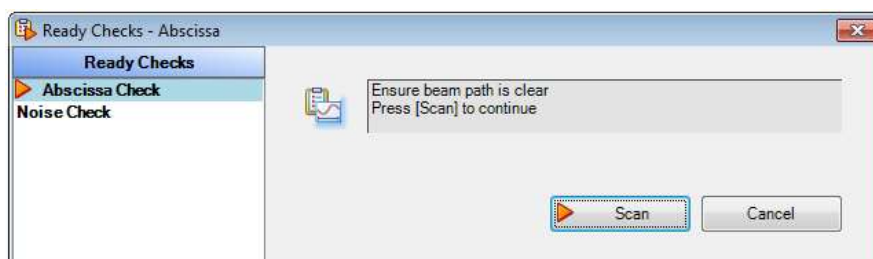 Ready Checks - Abscissa
Ready Checks
Abscissa Check
Noise Check
Ensure beam path is clear
Press [Scan] to continue
Scan
Cancel